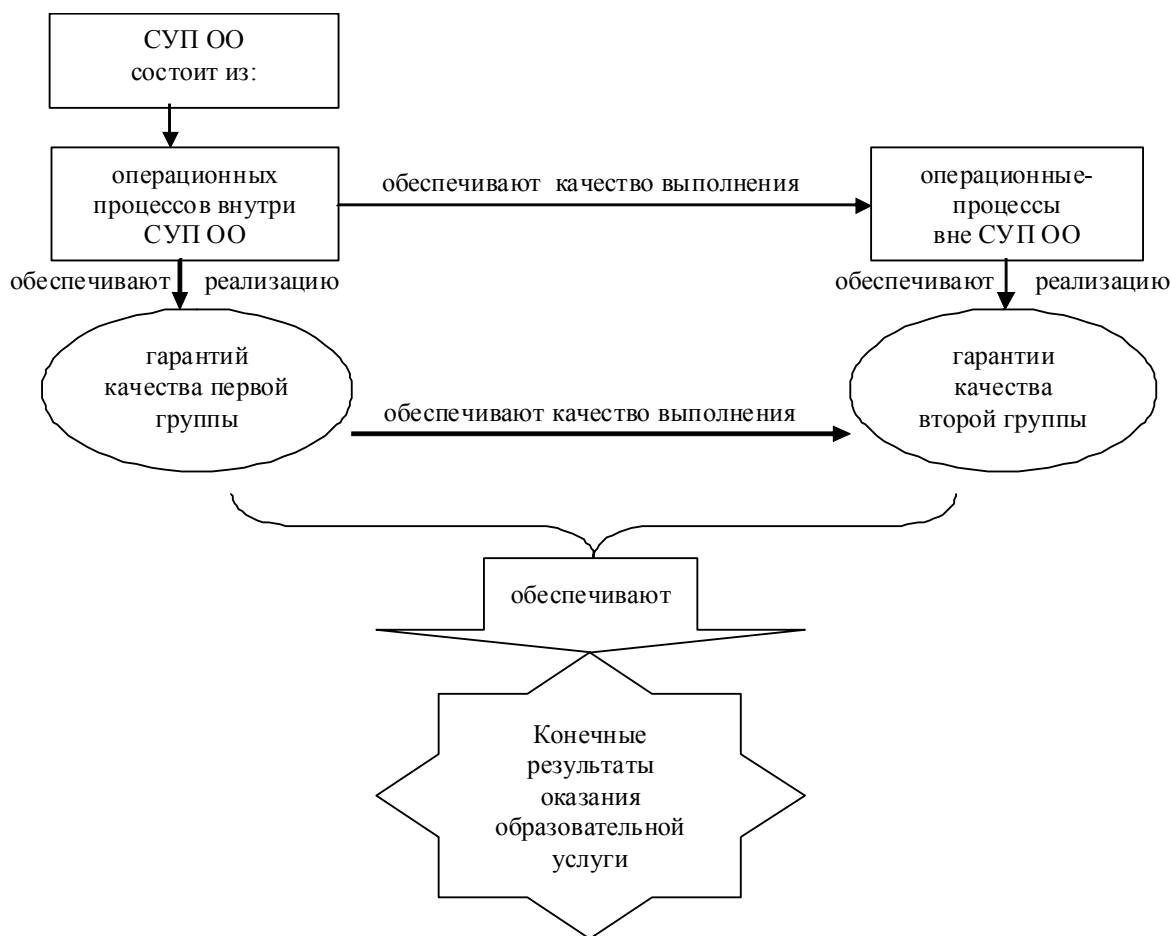 СУП ОО
состоит из:
операционных
процессов внутри
СУП ОО
обеспечивают качество выполнения
операционные-
процессы
вне СУП ОО
обеспечивают реализацию
обеспечивают реализацию
гарантий
качества первой
группы
обеспечивают качество выполнения
гарантии
качества
второй группы
обеспечивают
Конечные
результаты
оказания
образовательной
услуги